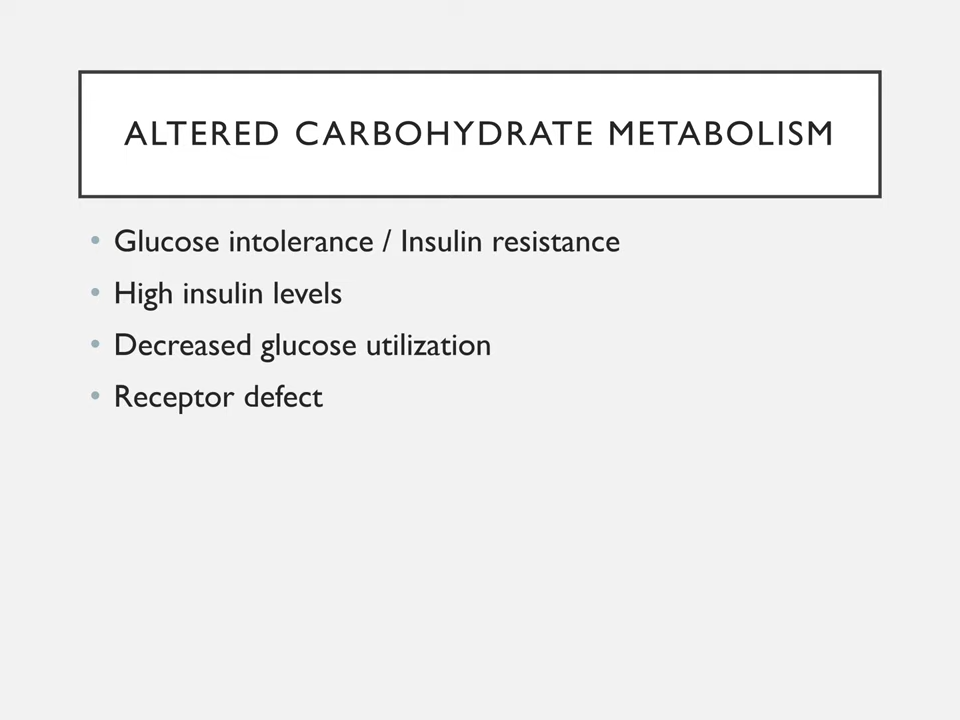 ALTERED CARBOHYDRATE METABOLISM
• Glucose intolerance / Insulin resistance
• High insulin levels
• Decreased glucose utilization
• Receptor defect